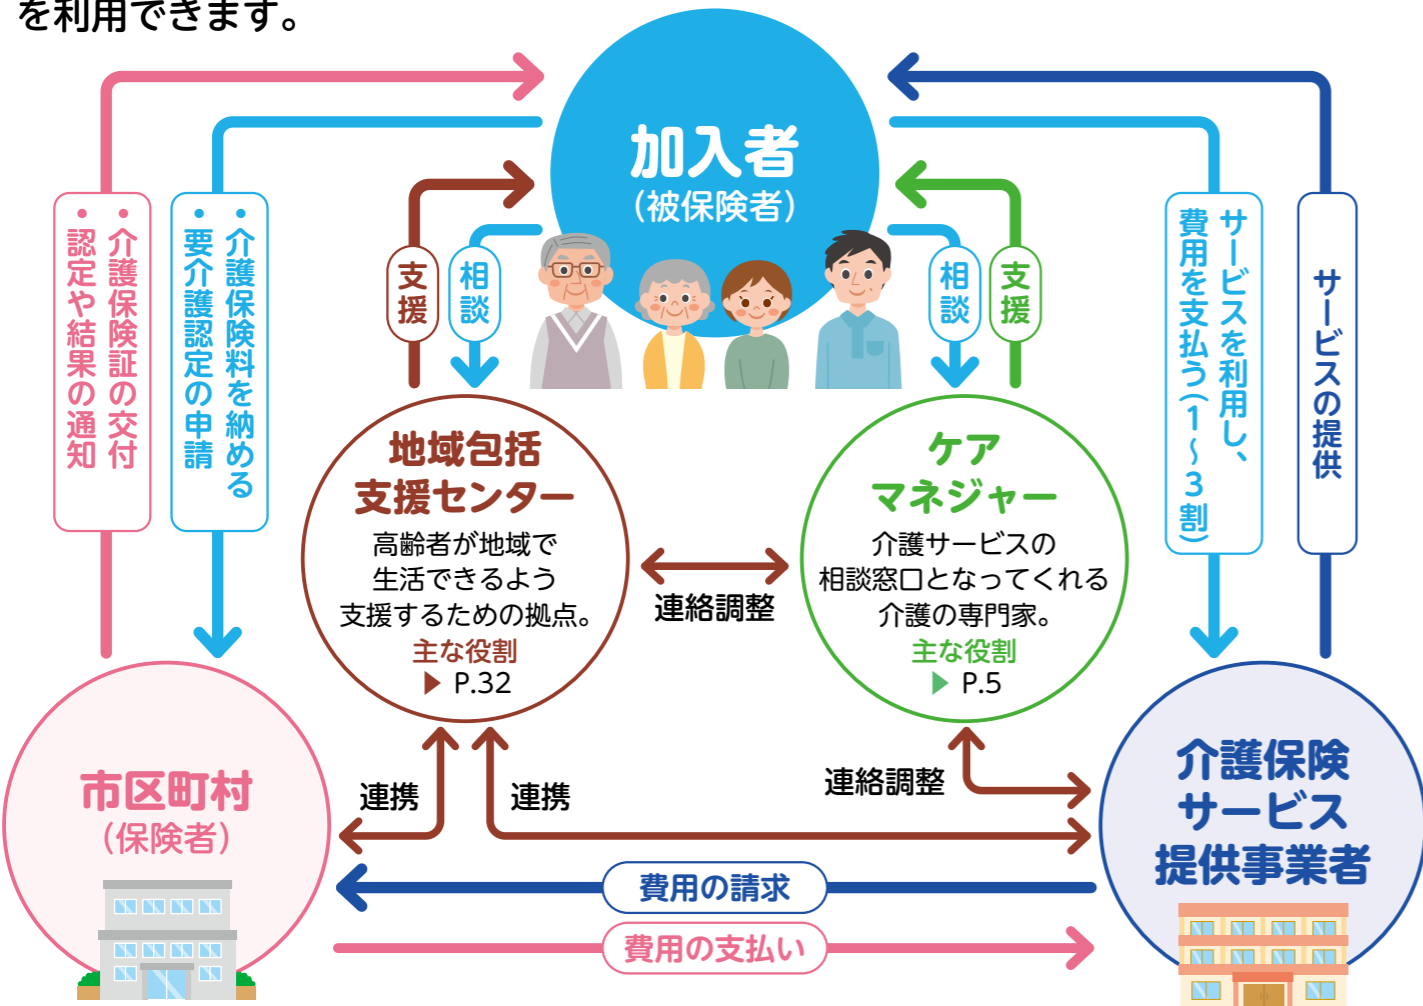 を利用できます。
加入者
（被保険者）
・介護保険証の交付
・認定や結果の通知
・介護保険料を納める
・要介護認定の申請
支援
相談
相談
支援
サービスを利用し、
費用を支払う（1～3割）
サービスの提供
地域包括
支援センター
高齢者が地域で
生活できるよう
支援するための拠点。
主な役割
▶ P.32
連絡調整
ケア
マネジャー
介護サービスの
相談窓口となってくれる
介護の専門家。
主な役割
▶ P.5
市区町村
（保険者）
連携
連携
連絡調整
介護保険
サービス
提供事業者
費用の請求
費用の支払い